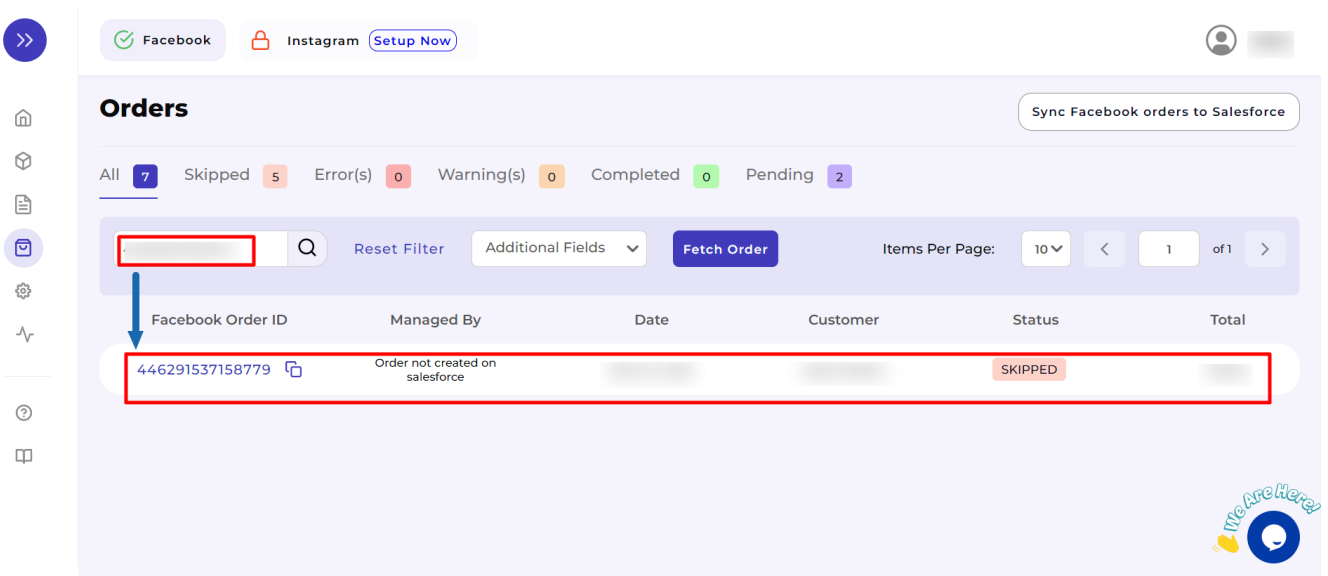 Facebook
Instagram Setup Now
Orders
Sync Facebook orders to Salesforce
All 7 Skipped 5 Error(s) 0 Warning(s) 0 Completed 0 Pending 2
Reset Filter Additional Fields Fetch Order Items Per Page: 10 1 of 1
Facebook Order ID Managed By Date Customer Status Total
446291537158779 Order not created on salesforce SKIPPED
We Are Here!